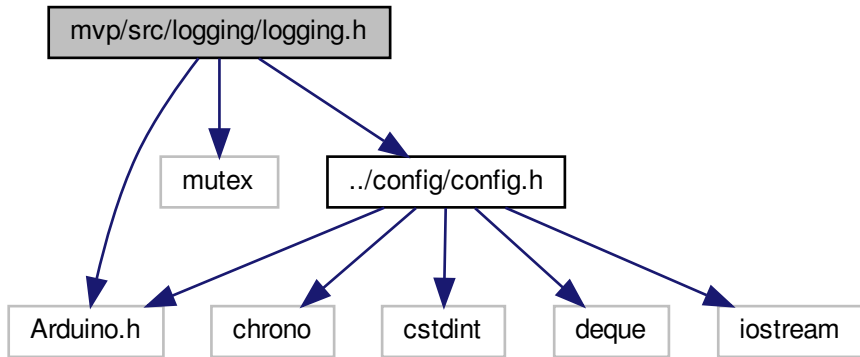 mvp/src/logging/logging.h
mutex
../config/config.h
Arduino.h
chrono
cstdint
deque
iostream